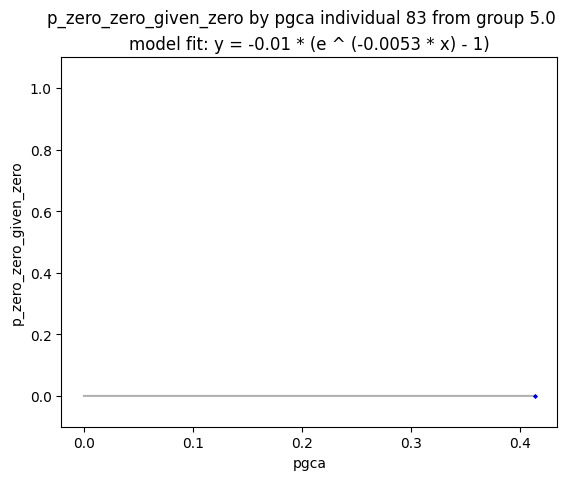 p_zero_zero_given_zero by pgca individual 83 from group 5.0
model fit: y = -0.01 * (e ^ (-0.0053 * x) - 1)
1.0
0.8
0.6
0.4
0.2
0.0
p_zero_zero_given_zero
0.0 0.1 0.2 0.3 0.4
pgca